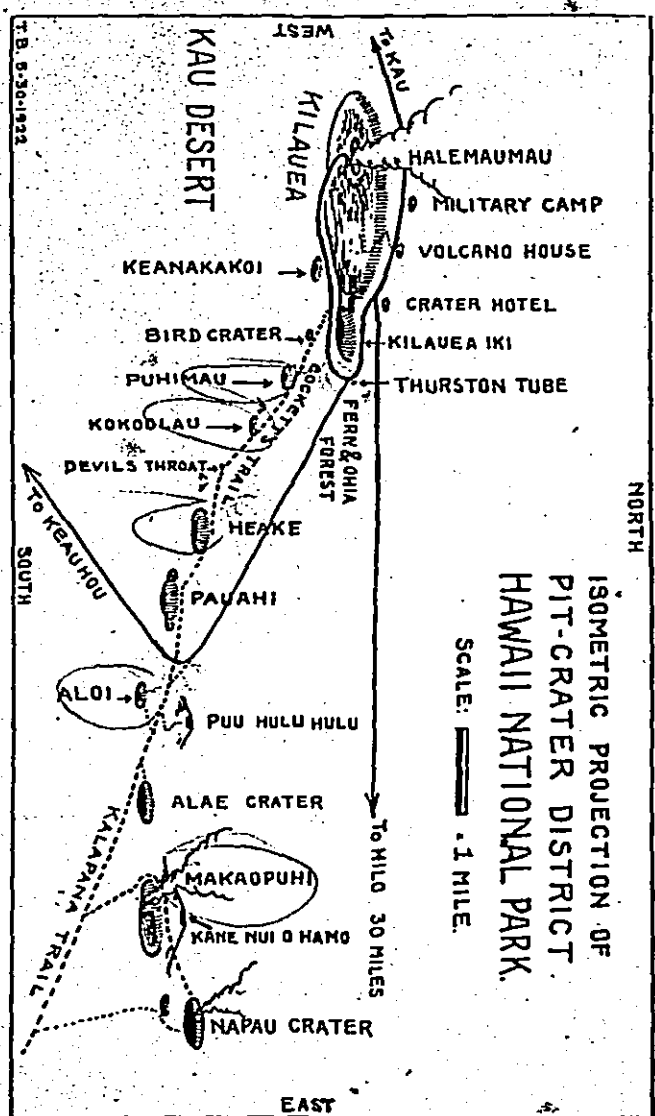 NORTH
ISOMETRIC PROJECTION OF
PIT-CRATER DISTRICT.
HAWAII NATIONAL PARK.
SCALE: = 1 MILE.
WEST
TO KAU
HALEMAUMAU
MILITARY CAMP
VOLCANO HOUSE
CRATER HOTEL
KILAUEA IKI
THURSTON TUBE
KILAUEA
KAU DESERT
KEANAKAKOI
BIRD CRATER
PUHIMAU
KOKOOLAU
DEVILS THROAT
COCKETT'S TRAIL
FERN & OHIA
FOREST
HEAKE
PAUAHI
TO KEAUHOU
SOUTH
ALOI
PUU HULU HULU
ALAE CRATER
TO HILO 30 MILES
MAKAOPUHI
KANE NUI O HAMO
KALAPANA TRAIL
NAPAU CRATER
EAST
T.B. 5-30-1922